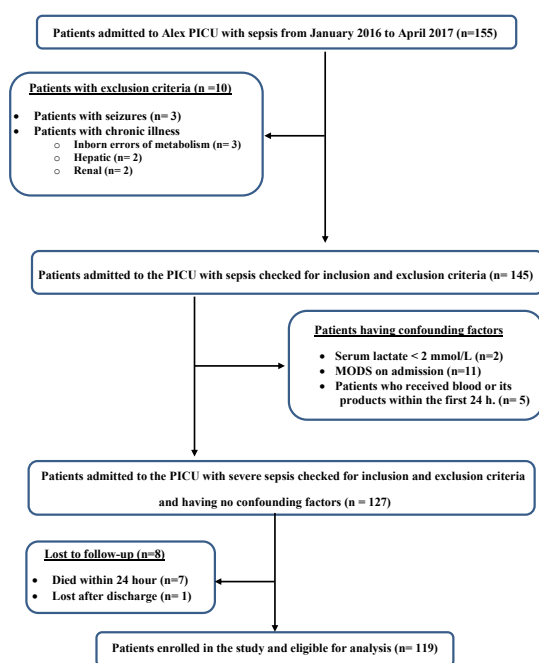 Patients admitted to Alex PICU with sepsis from January 2016 to April 2017 (n=155)
Patients with exclusion criteria (n =10)
• Patients with seizures (n= 3)
• Patients with chronic illness
o Inborn errors of metabolism (n= 3)
o Hepatic (n= 2)
o Renal (n= 2)
Patients admitted to the PICU with sepsis checked for inclusion and exclusion criteria (n= 145)
Patients having confounding factors
• Serum lactate < 2 mmol/L (n=2)
• MODS on admission (n=11)
• Patients who received blood or its
products within the first 24 h. (n= 5)
Patients admitted to the PICU with severe sepsis checked for inclusion and exclusion criteria
and having no confounding factors (n = 127)
Lost to follow-up (n=8)
• Died within 24 hour (n=7)
• Lost after discharge (n= 1)
Patients enrolled in the study and eligible for analysis (n= 119)